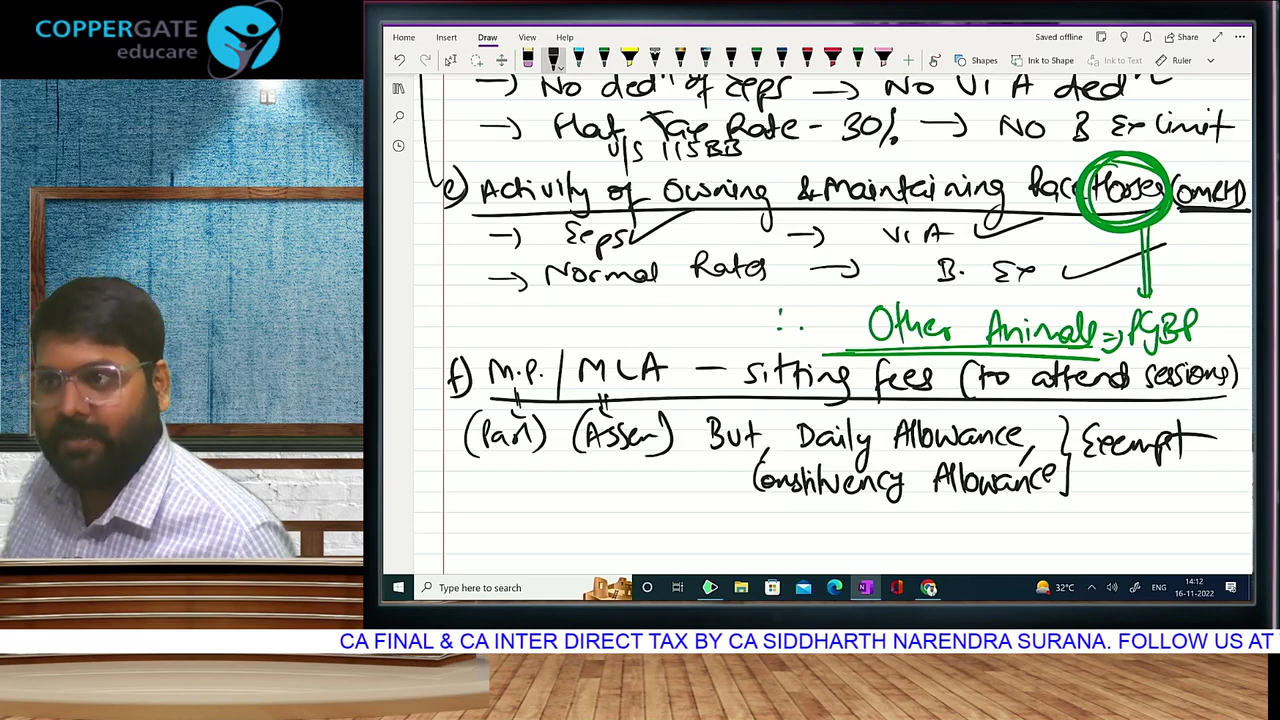 COPPERGATE
educare
Home Insert Draw View Help
Saved offline
Share
Shapes
Ink to Shape
Ink to Text
Ruler
→ No dedⁿ of Exps → No VI A dedⁿ
→ Flat Tax Rate - 30% → No B Ex limit
U/S 115BB
e) Activity of Owning & Maintaining Race Horses (OMRH)
→ Exps ✓ → VI A ✓
→ Normal Rates → B. Ex ✓
∴ Other Animals ⇒ PGBP
f) M.P. / MLA – Sitting fees (to attend sessions)
(Parl) (Assem) But, Daily Allowance, } Exempt
Constituency Allowance
Type here to search
32°C
ENG
14:12
16-11-2022
CA FINAL & CA INTER DIRECT TAX BY CA SIDDHARTH NARENDRA SURANA. FOLLOW US AT